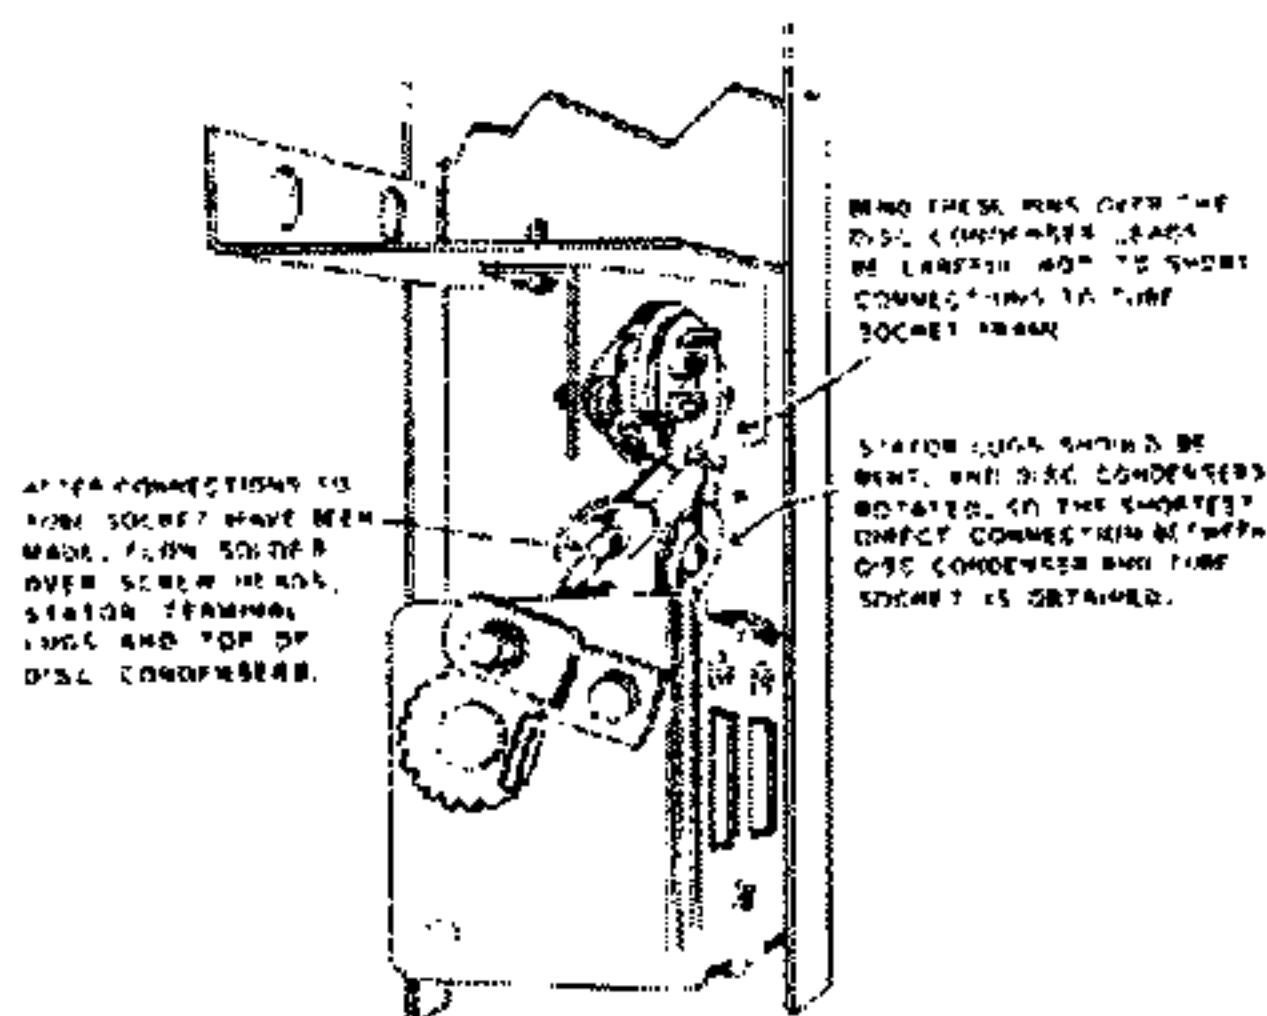 AFTER CONNECTIONS TO
TUBE SOCKET HAVE BEEN
MADE, FLOW SOLDER
OVER SCREW HEADS,
STATOR TERMINAL
LUGS AND TOP OF
DISC CONDENSERS.
BEND THESE PINS OVER THE
DISC CONDENSER LEADS
BE CAREFUL NOT TO SHORT
CONNECTIONS TO TUBE
SOCKET
STATOR LUGS SHOULD BE
BENT, AND DISC CONDENSERS
ROTATED, SO THE SHORTEST
DIRECT CONNECTION BETWEEN
DISC CONDENSER AND TUBE
SOCKET IS OBTAINED.